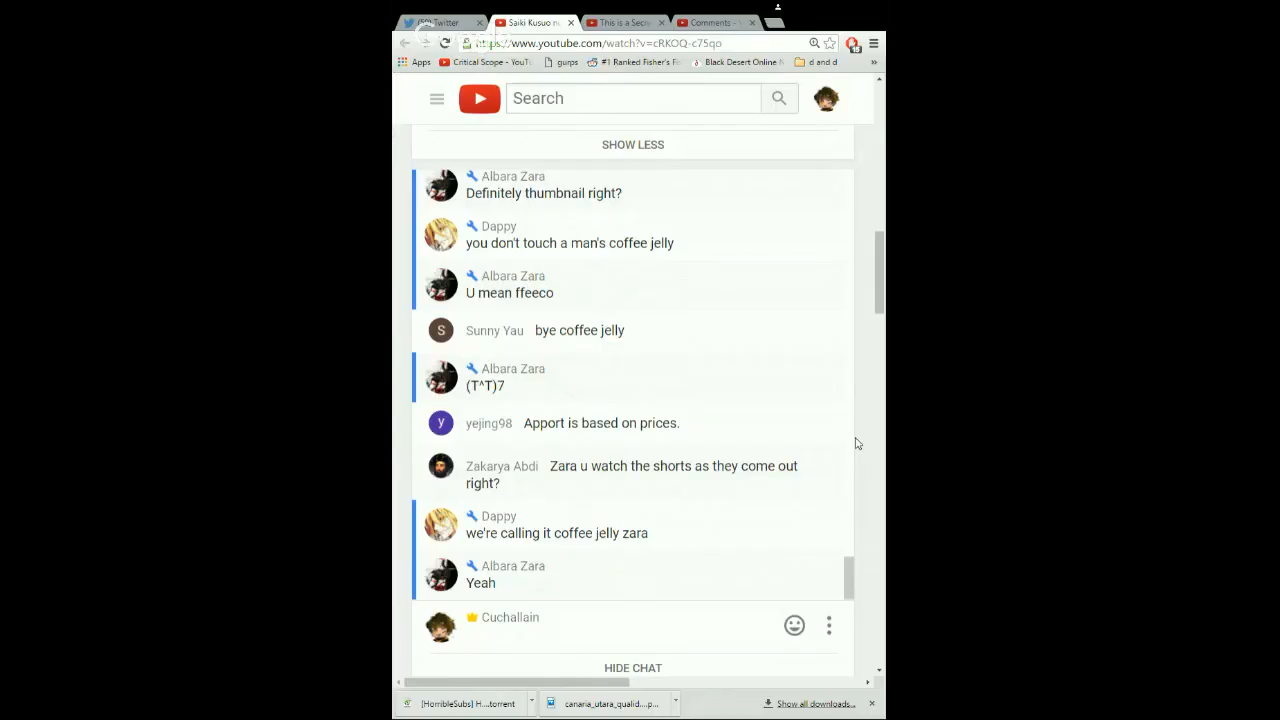 (50) Twitter
Saiki Kusuo n
This is a Secr
Comments -
Google
https://www.youtube.com/watch?v=cRKOQ-c75qo
Apps
Critical Scope - YouTu
gurps
#1 Ranked Fisher's Fi
Black Desert Online
d and d
Search
SHOW LESS
Albara Zara
Definitely thumbnail right?
Dappy
you don't touch a man's coffee jelly
Albara Zara
U mean ffeeco
S
Sunny Yau bye coffee jelly
Albara Zara
(T^T)7
y
yejing98 Apport is based on prices.
Zakarya Abdi Zara u watch the shorts as they come out
right?
Dappy
we're calling it coffee jelly zara
Albara Zara
Yeah
Cuchallain
HIDE CHAT
[HorribleSubs] H....torrent
canaria_utara_qualid....p...
Show all downloads...